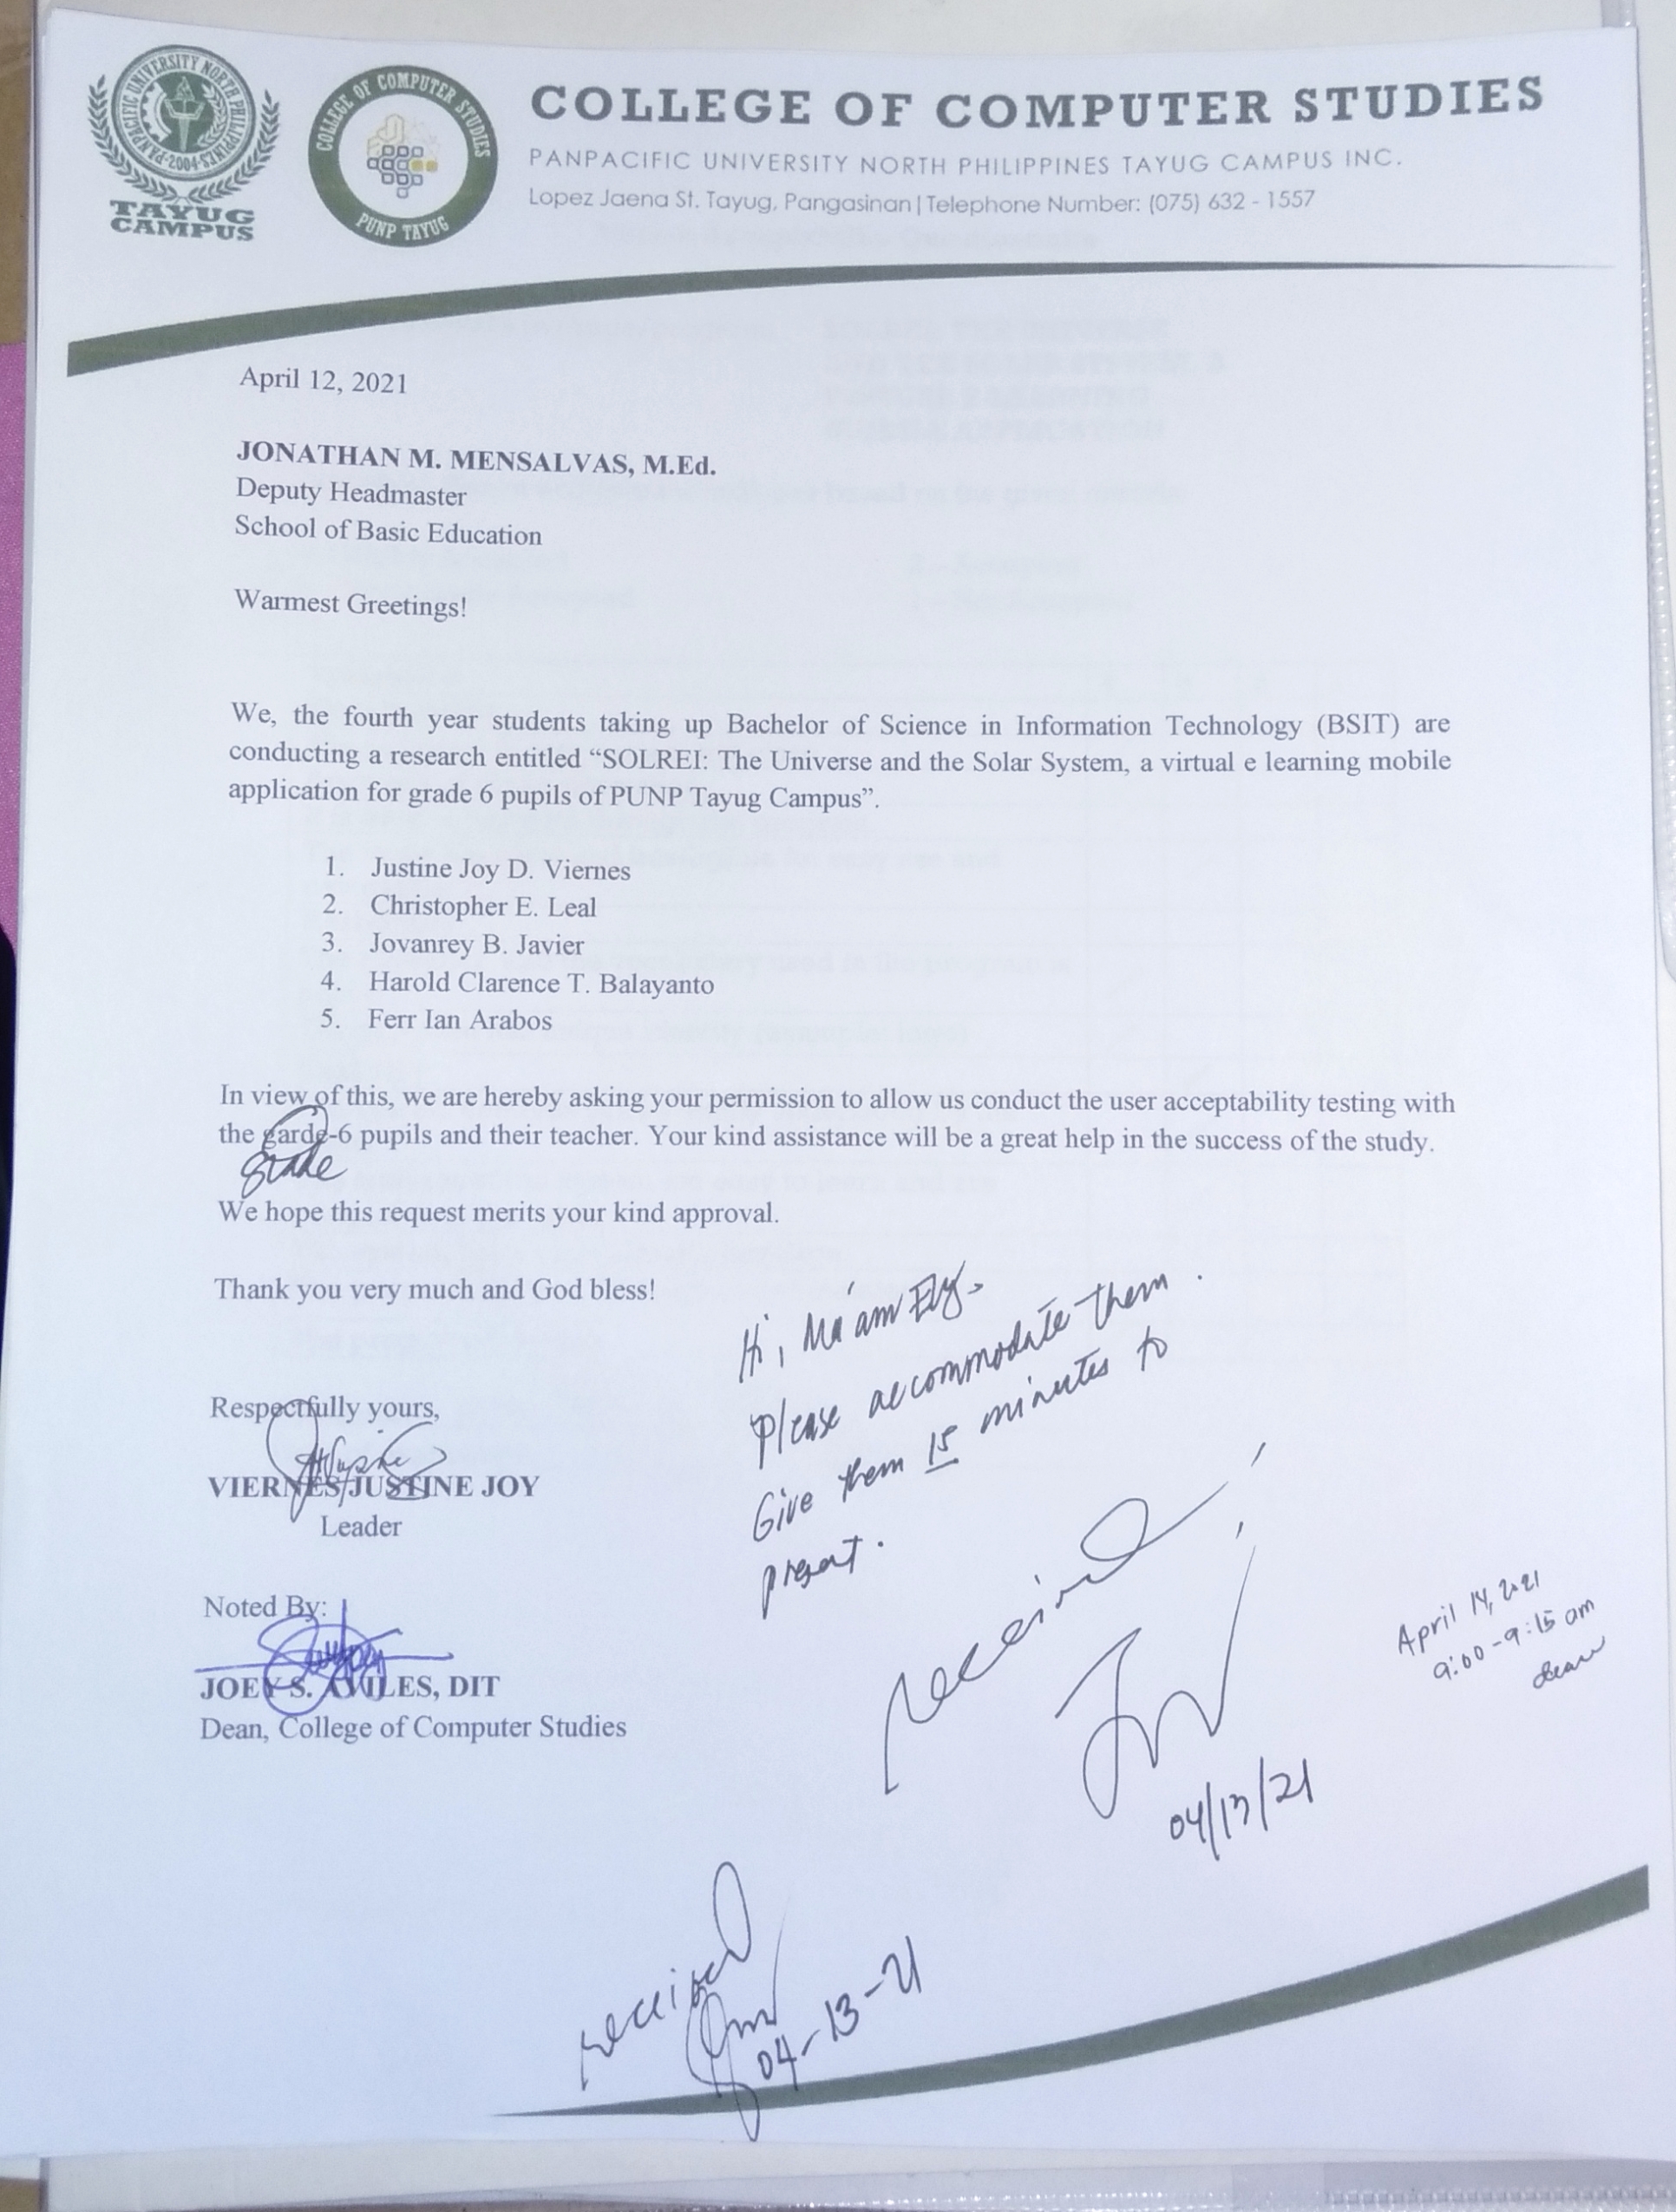 PANPACIFIC UNIVERSITY NORTH PHILIPPINES
2004
TAYUG
CAMPUS
COLLEGE OF COMPUTER STUDIES
PUNP TAYUG
COLLEGE OF COMPUTER STUDIES
PANPACIFIC UNIVERSITY NORTH PHILIPPINES TAYUG CAMPUS INC.
Lopez Jaena St. Tayug, Pangasinan | Telephone Number: (075) 632 - 1557
April 12, 2021
JONATHAN M. MENSALVAS, M.Ed.
Deputy Headmaster
School of Basic Education
Warmest Greetings!
We, the fourth year students taking up Bachelor of Science in Information Technology (BSIT) are
conducting a research entitled “SOLREI: The Universe and the Solar System, a virtual e learning mobile
application for grade 6 pupils of PUNP Tayug Campus”.
1. Justine Joy D. Viernes
2. Christopher E. Leal
3. Jovanrey B. Javier
4. Harold Clarence T. Balayanto
5. Ferr Ian Arabos
In view of this, we are hereby asking your permission to allow us conduct the user acceptability testing with
the garde-6 pupils and their teacher. Your kind assistance will be a great help in the success of the study.
grade
We hope this request merits your kind approval.
Thank you very much and God bless!
Hi, Ma'am Ely.
Please accommodate them.
Give them 15 minutes to
present.
Respectfully yours,
VIERNES JUSTINE JOY
Leader
Noted By:
JOEY S. AVILES, DIT
Dean, College of Computer Studies
received
04/13/21
April 14, 2021
9:00-9:15 am
received
04-13-21